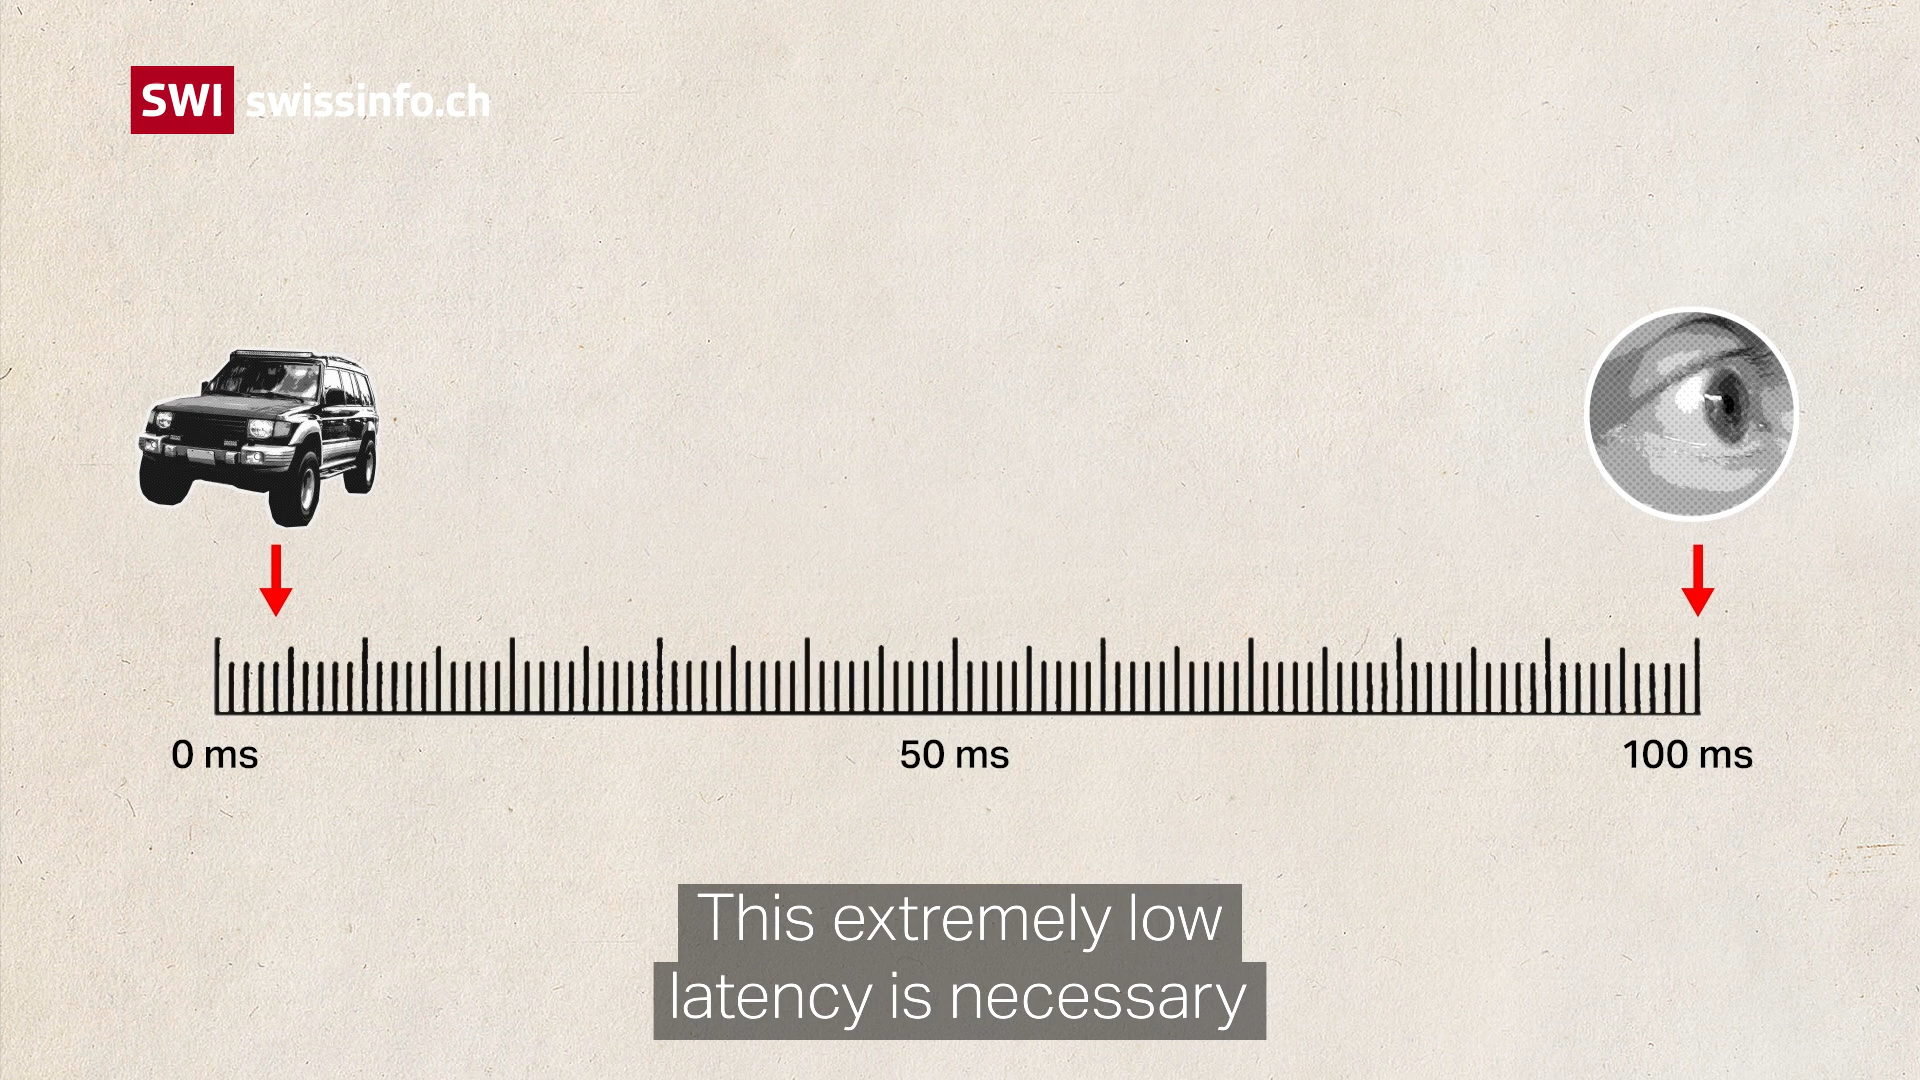 SWI swissinfo.ch
0 ms
50 ms
100 ms
This extremely low
latency is necessary